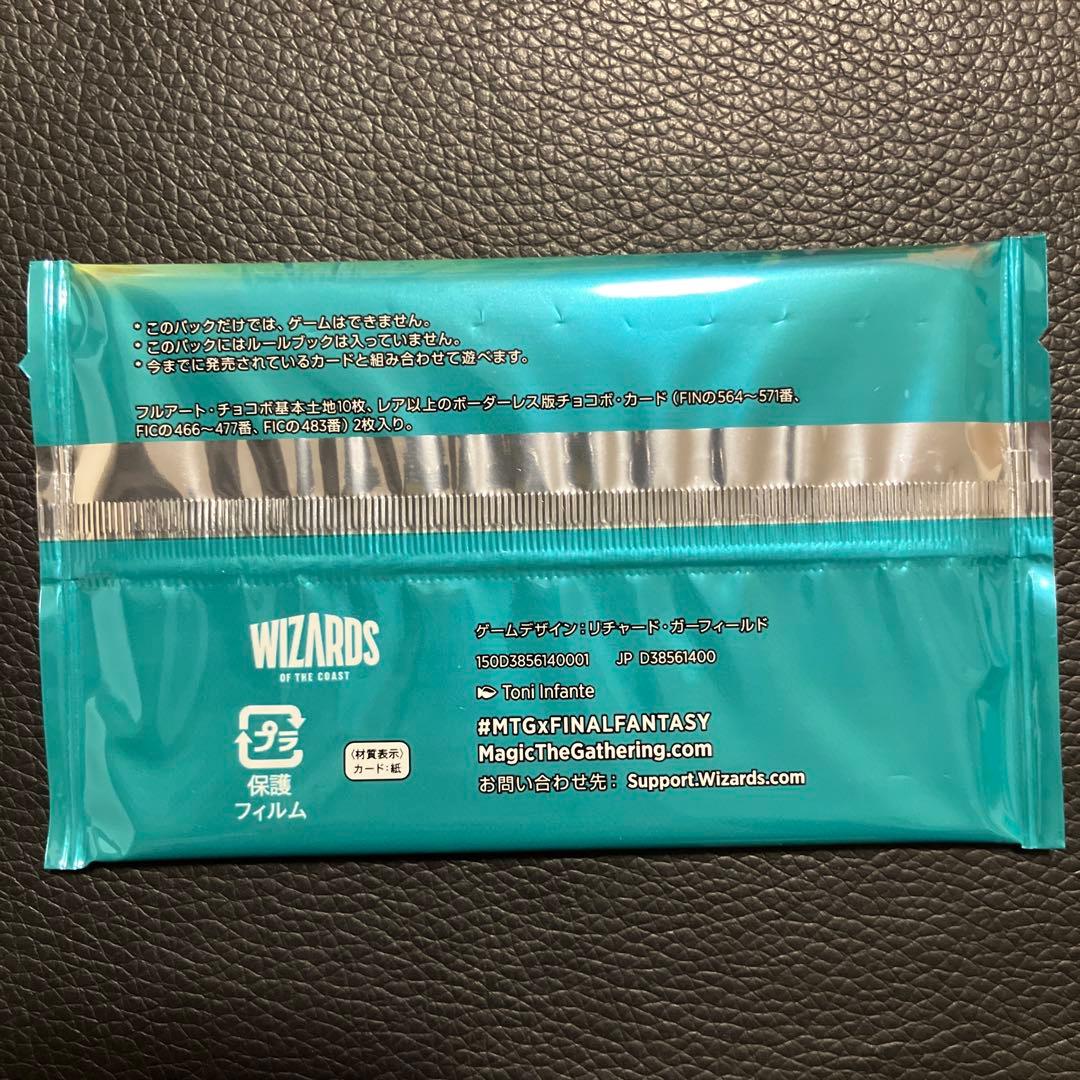 * このパックだけでは、ゲームはできません。
* このパックにはルールブックは入っていません。
* 今までに発売されているカードと組み合わせて遊べます。
フルアート・チョコボ基本土地10枚、レア以上のボーダーレス版チョコボ・カード（FINの564〜571番、
FICの466〜477番、FICの483番）2枚入り。
WIZARDS
OF THE COAST
ゲームデザイン：リチャード・ガーフィールド
150D3856140001 JP D38561400
Toni Infante
#MTGxFINALFANTASY
MagicTheGathering.com
お問い合わせ先： Support.Wizards.com
プラ
保護
フィルム
〈材質表示〉
カード：紙